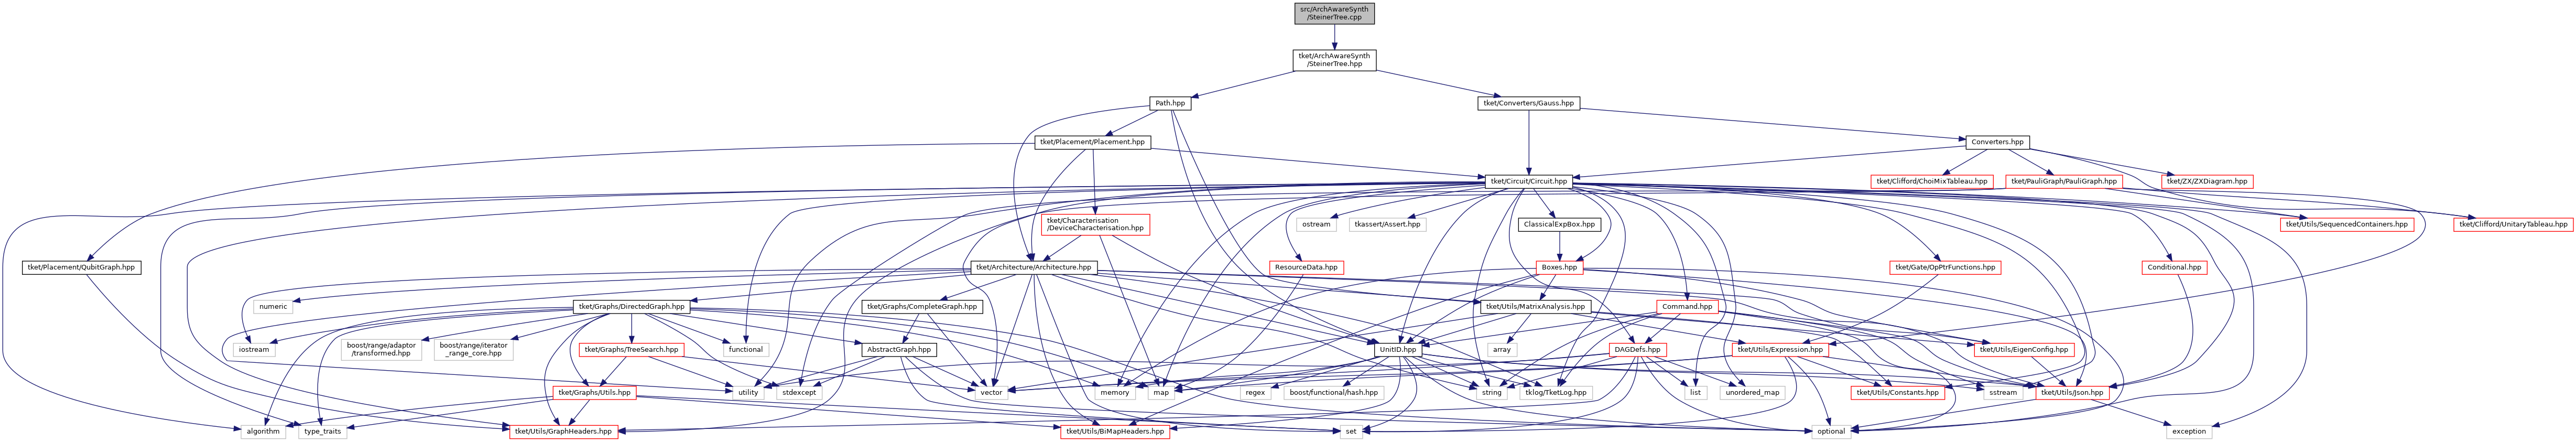 src/ArchAwareSynth
/SteinerTree.cpp
tket/ArchAwareSynth
/SteinerTree.hpp
Path.hpp
tket/Converters/Gauss.hpp
tket/Placement/Placement.hpp
Converters.hpp
tket/Circuit/Circuit.hpp
tket/Clifford/ChoiMixTableau.hpp
tket/PauliGraph/PauliGraph.hpp
tket/ZX/ZXDiagram.hpp
tket/Characterisation
/DeviceCharacterisation.hpp
ostream
tkassert/Assert.hpp
ClassicalExpBox.hpp
tket/Utils/SequencedContainers.hpp
tket/Clifford/UnitaryTableau.hpp
tket/Placement/QubitGraph.hpp
tket/Architecture/Architecture.hpp
ResourceData.hpp
Boxes.hpp
tket/Gate/OpPtrFunctions.hpp
Conditional.hpp
numeric
tket/Graphs/DirectedGraph.hpp
tket/Graphs/CompleteGraph.hpp
tket/Utils/MatrixAnalysis.hpp
Command.hpp
iostream
boost/range/adaptor
/transformed.hpp
boost/range/iterator
_range_core.hpp
tket/Graphs/TreeSearch.hpp
functional
AbstractGraph.hpp
UnitID.hpp
array
DAGDefs.hpp
tket/Utils/Expression.hpp
tket/Utils/EigenConfig.hpp
tket/Graphs/Utils.hpp
utility
stdexcept
vector
memory
map
regex
boost/functional/hash.hpp
string
tklog/TketLog.hpp
list
unordered_map
tket/Utils/Constants.hpp
sstream
tket/Utils/Json.hpp
algorithm
type_traits
tket/Utils/GraphHeaders.hpp
tket/Utils/BiMapHeaders.hpp
set
optional
exception